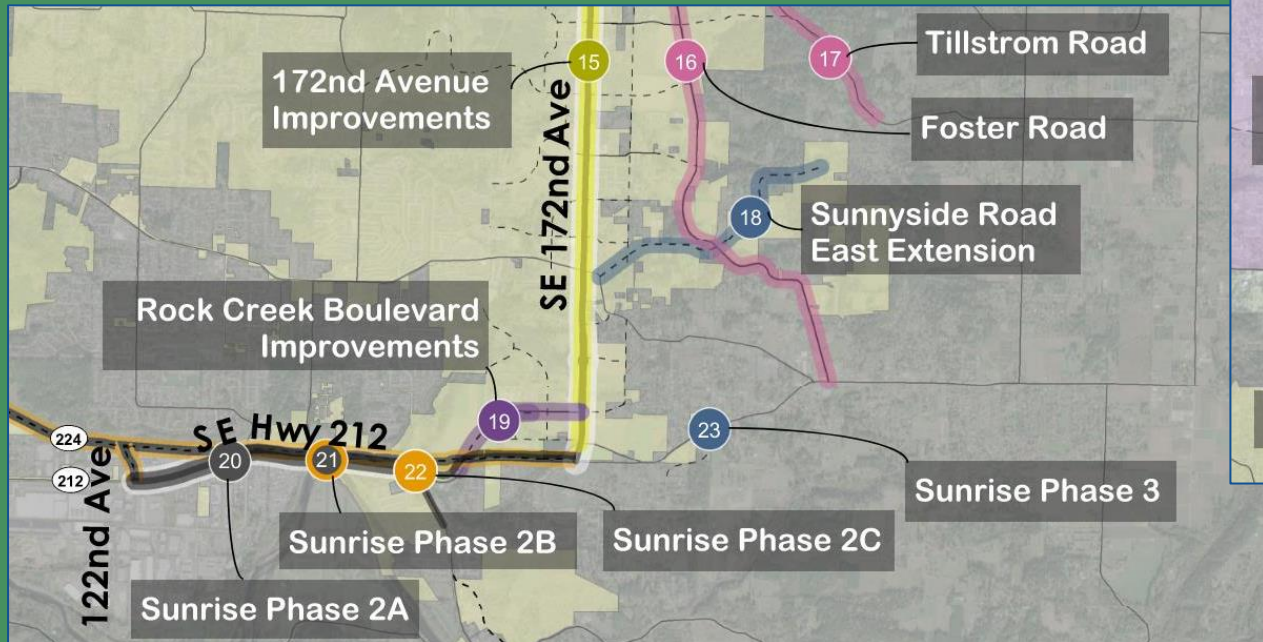 15
16
17
Tillstrom Road
172nd Avenue
Improvements
SE 172nd Ave
Foster Road
18
Sunnyside Road
East Extension
Rock Creek Boulevard
Improvements
19
SE Hwy 212
224
20
21
22
23
212
122nd Ave
Sunrise Phase 3
Sunrise Phase 2B
Sunrise Phase 2C
Sunrise Phase 2A